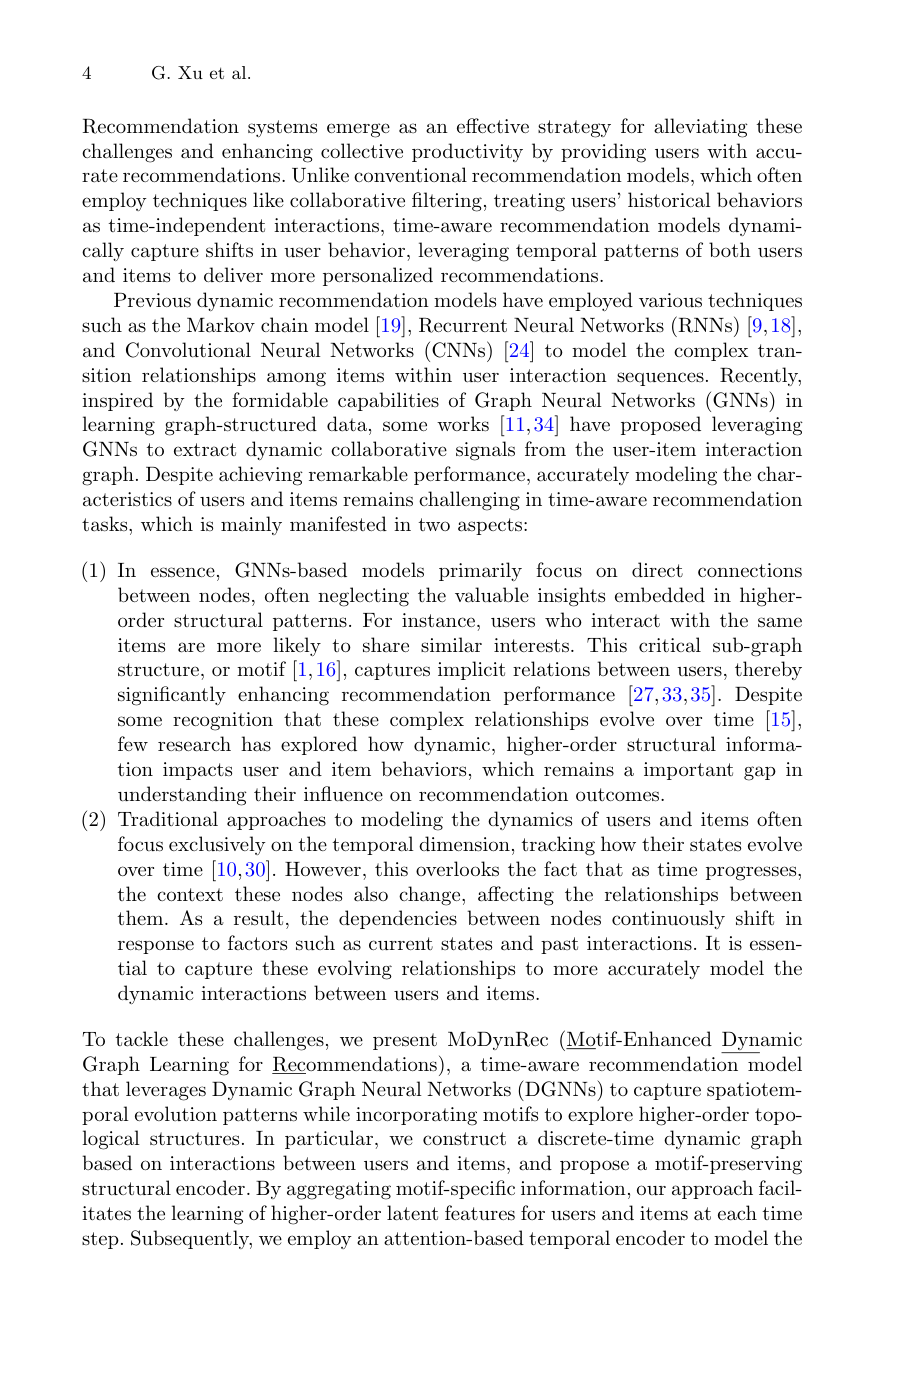 4 G. Xu et al.
Recommendation systems emerge as an effective strategy for alleviating these
challenges and enhancing collective productivity by providing users with accu-
rate recommendations. Unlike conventional recommendation models, which often
employ techniques like collaborative filtering, treating users' historical behaviors
as time-independent interactions, time-aware recommendation models dynami-
cally capture shifts in user behavior, leveraging temporal patterns of both users
and items to deliver more personalized recommendations.
Previous dynamic recommendation models have employed various techniques
such as the Markov chain model [19], Recurrent Neural Networks (RNNs) [9,18],
and Convolutional Neural Networks (CNNs) [24] to model the complex tran-
sition relationships among items within user interaction sequences. Recently,
inspired by the formidable capabilities of Graph Neural Networks (GNNs) in
learning graph-structured data, some works [11,34] have proposed leveraging
GNNs to extract dynamic collaborative signals from the user-item interaction
graph. Despite achieving remarkable performance, accurately modeling the char-
acteristics of users and items remains challenging in time-aware recommendation
tasks, which is mainly manifested in two aspects:
(1) In essence, GNNs-based models primarily focus on direct connections
between nodes, often neglecting the valuable insights embedded in higher-
order structural patterns. For instance, users who interact with the same
items are more likely to share similar interests. This critical sub-graph
structure, or motif [1,16], captures implicit relations between users, thereby
significantly enhancing recommendation performance [27,33,35]. Despite
some recognition that these complex relationships evolve over time [15],
few research has explored how dynamic, higher-order structural informa-
tion impacts user and item behaviors, which remains a important gap in
understanding their influence on recommendation outcomes.
(2) Traditional approaches to modeling the dynamics of users and items often
focus exclusively on the temporal dimension, tracking how their states evolve
over time [10,30]. However, this overlooks the fact that as time progresses,
the context these nodes also change, affecting the relationships between
them. As a result, the dependencies between nodes continuously shift in
response to factors such as current states and past interactions. It is essen-
tial to capture these evolving relationships to more accurately model the
dynamic interactions between users and items.
To tackle these challenges, we present MoDynRec (Motif-Enhanced Dynamic
Graph Learning for Recommendations), a time-aware recommendation model
that leverages Dynamic Graph Neural Networks (DGNNs) to capture spatiotem-
poral evolution patterns while incorporating motifs to explore higher-order topo-
logical structures. In particular, we construct a discrete-time dynamic graph
based on interactions between users and items, and propose a motif-preserving
structural encoder. By aggregating motif-specific information, our approach facil-
itates the learning of higher-order latent features for users and items at each time
step. Subsequently, we employ an attention-based temporal encoder to model the